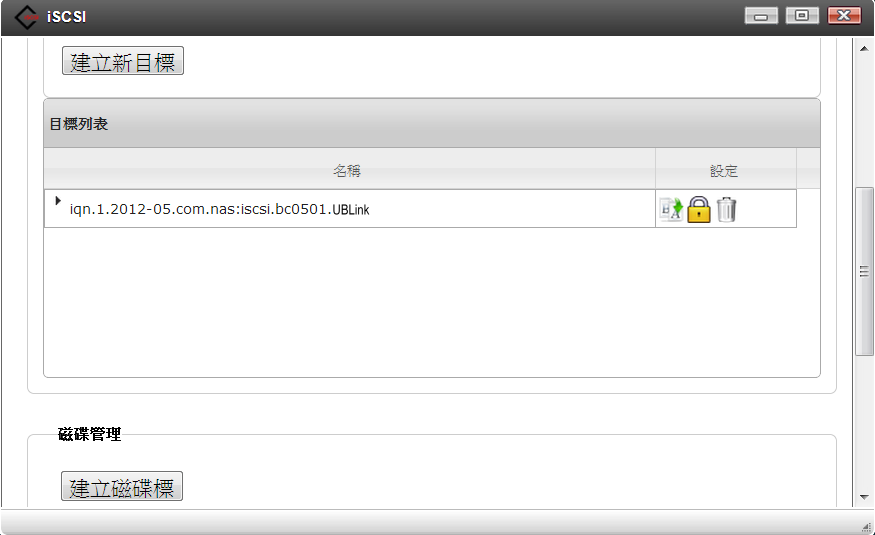 iSCSI
建立新目標
目標列表
名稱
設定
iqn.1.2012-05.com.nas:iscsi.bc0501.UBLink
磁碟管理
建立磁碟標